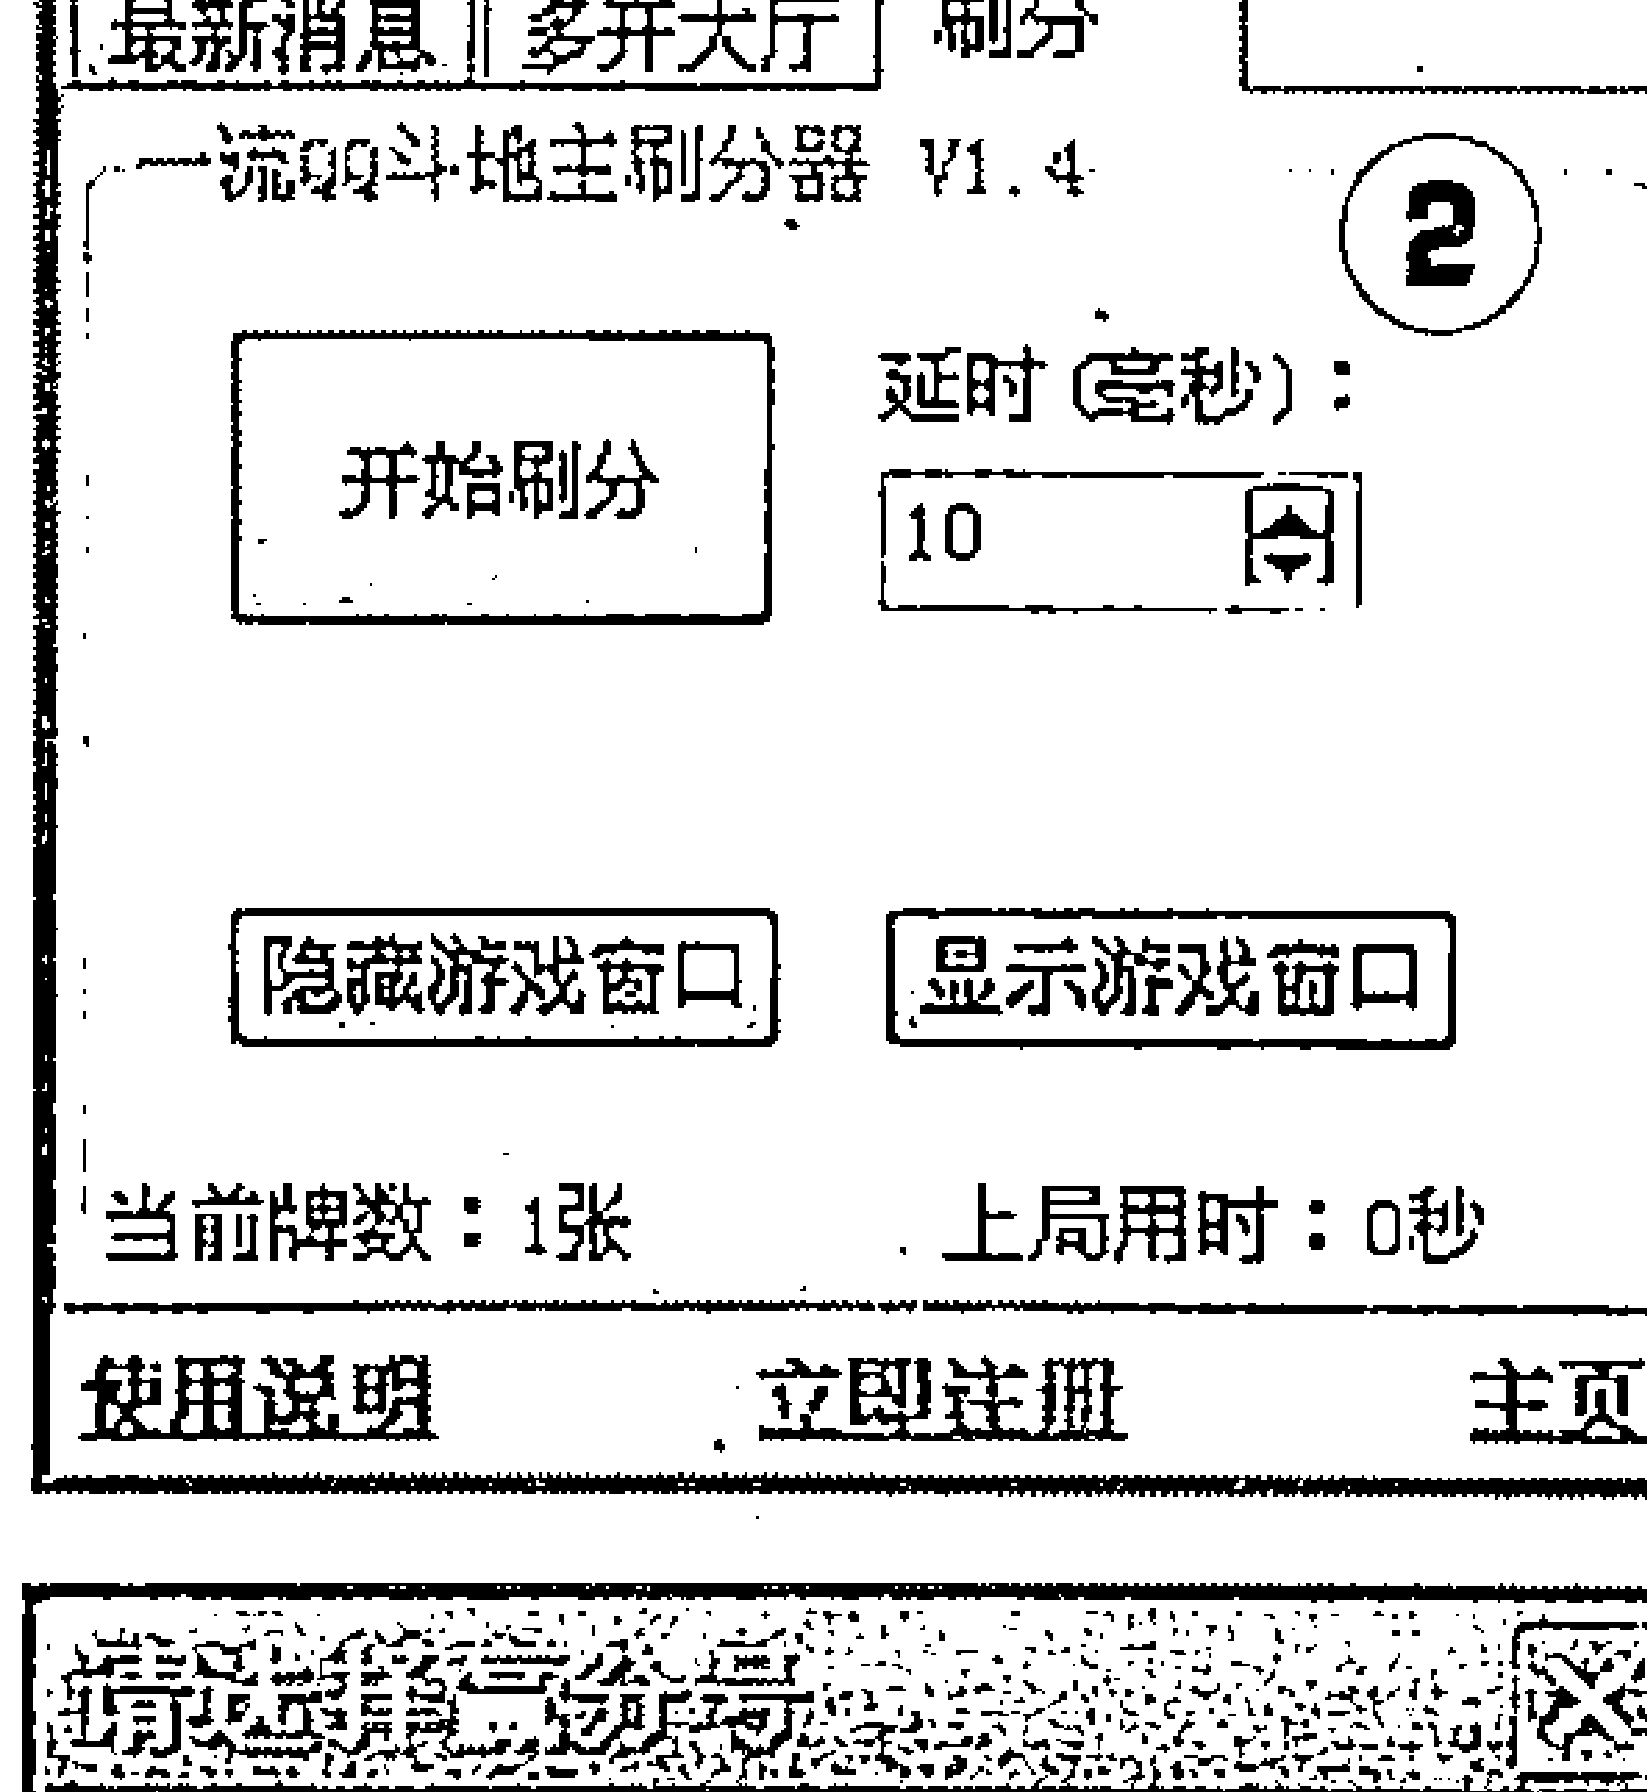 最新消息 多开大厅 刷分
流QQ斗地主刷分器 V1.4
2
延时(毫秒):
开始刷分
10
隐藏游戏窗口 显示游戏窗口
当前牌数:1张 上局用时:0秒
使用说明 立即注册 主页
请选择